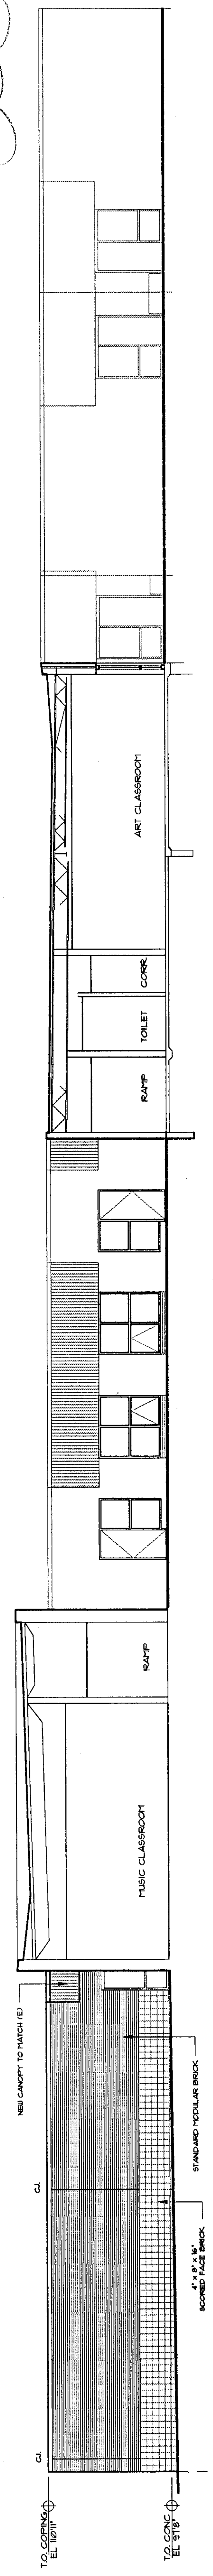 T.O. COPING
EL 110'11"
T.O. CONC
EL 97'8"
C.J.
C.J.
NEW CANOPY TO MATCH (E)
4" x 8" x 16"
SCORED FACE BRICK
STANDARD MODULAR BRICK
MUSIC CLASSROOM
RAMP
RAMP
TOILET
CORR.
ART CLASSROOM